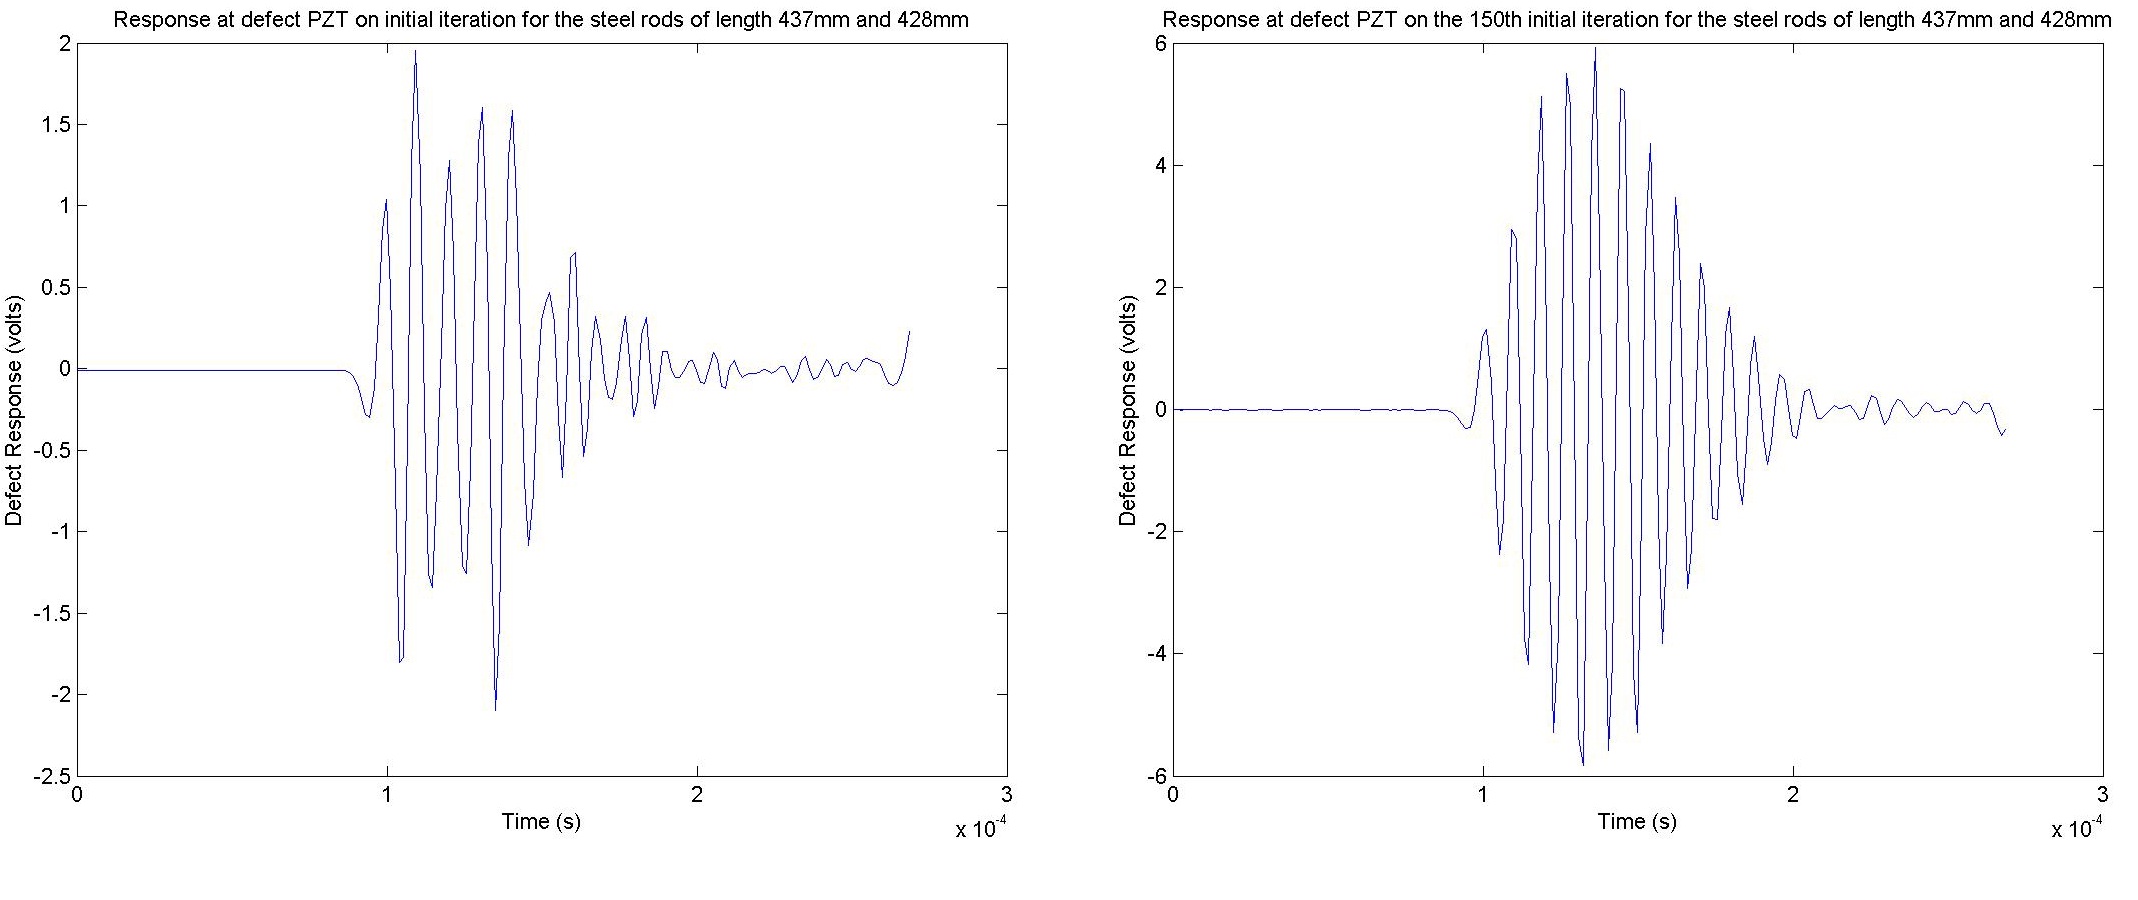 Response at defect PZT on initial iteration for the steel rods of length 437mm and 428mm
2
1.5
1
0.5
0
-0.5
-1
-1.5
-2
-2.5
Defect Response (volts)
0 1 2 3
Time (s)
x 10-4
Response at defect PZT on the 150th initial iteration for the steel rods of length 437mm and 428mm
6
4
2
0
-2
-4
-6
Defect Response (volts)
0 1 2 3
Time (s)
x 10-4